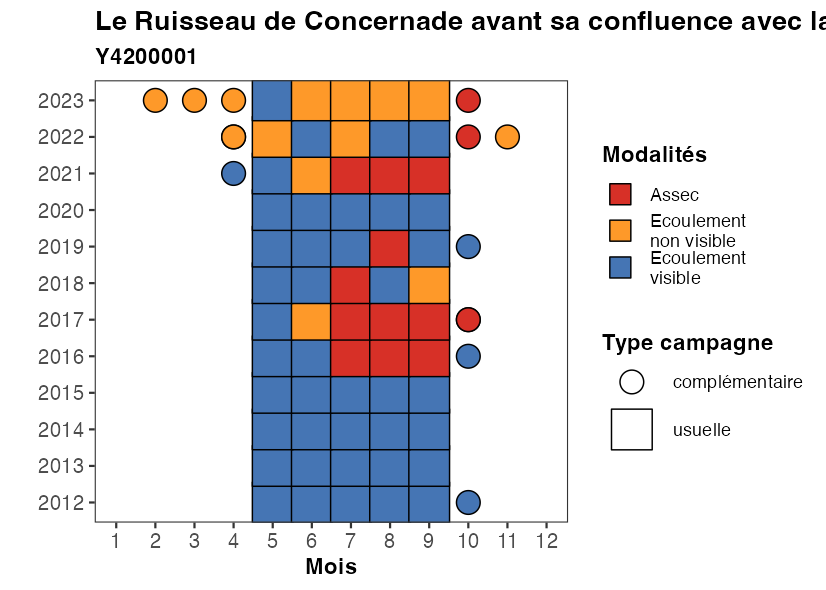 Le Ruisseau de Concernade avant sa confluence avec la
Y4200001
2023
2022
2021
2020
2019
2018
2017
2016
2015
2014
2013
2012
1 2 3 4 5 6 7 8 9 10 11 12
Mois
Modalités
Assec
Ecoulement
non visible
Ecoulement
visible
Type campagne
complémentaire
usuelle